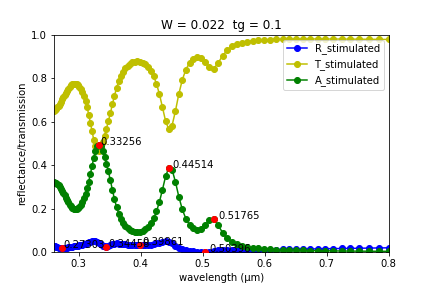 W = 0.022 tg = 0.1
1.0
0.8
0.6
0.4
0.2
0.0
reflectance/transmission
R_stimulated
T_stimulated
A_stimulated
0.33256
0.44514
0.51765
0.3 0.4 0.5 0.6 0.7 0.8
wavelength (μm)